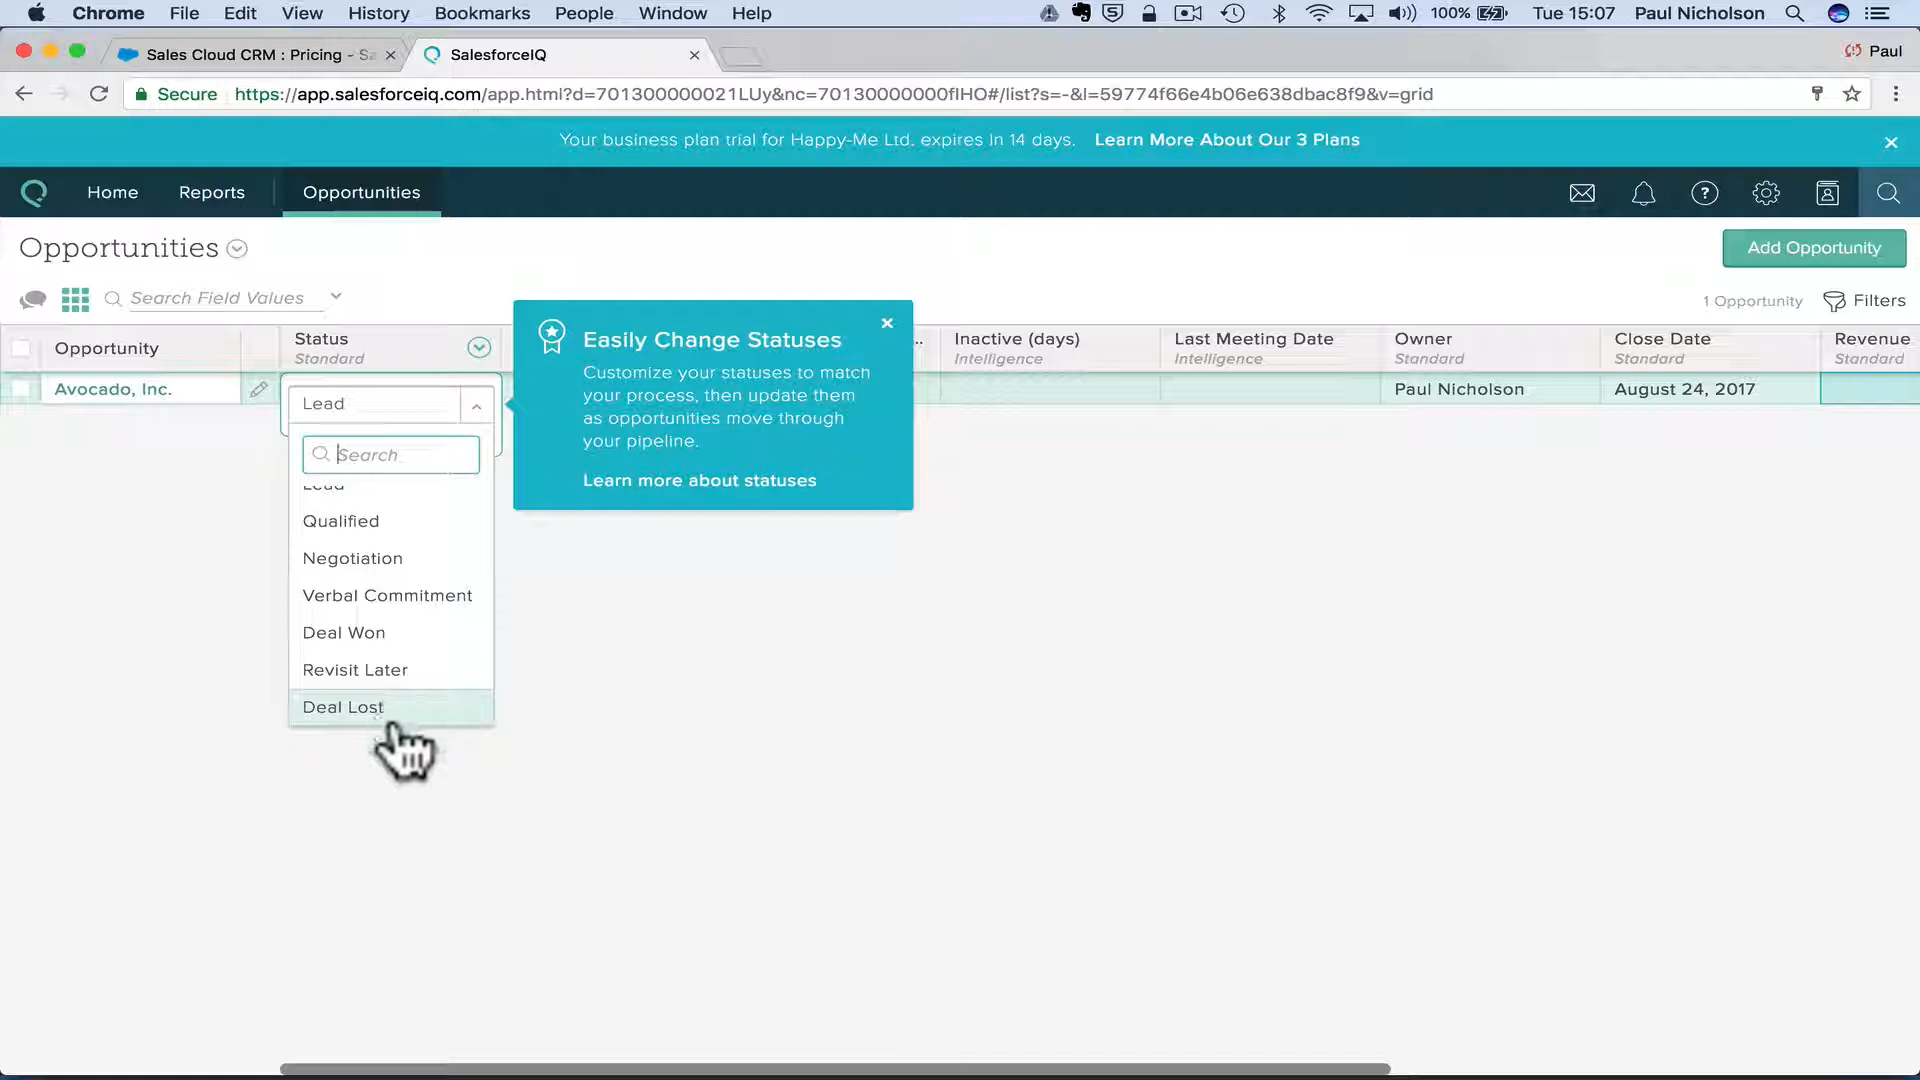 Chrome File Edit View History Bookmarks People Window Help 100% Tue 15:07 Paul Nicholson
Sales Cloud CRM : Pricing - Sa
SalesforceIQ
Paul
Secure https://app.salesforceiq.com/app.html?d=701300000021LUy&nc=70130000000flHO#/list?s=-&l=59774f66e4b06e638dbac8f9&v=grid
Your business plan trial for Happy-Me Ltd. expires in 14 days. Learn More About Our 3 Plans
Home Reports Opportunities
Opportunities
Add Opportunity
Search Field Values
1 Opportunity Filters
Opportunity
Status
Standard
...
Inactive (days)
Intelligence
Last Meeting Date
Intelligence
Owner
Standard
Close Date
Standard
Revenue
Standard
Avocado, Inc.
Paul Nicholson
August 24, 2017
Lead
Search
Lead
Qualified
Negotiation
Verbal Commitment
Deal Won
Revisit Later
Deal Lost
Easily Change Statuses
Customize your statuses to match
your process, then update them
as opportunities move through
your pipeline.
Learn more about statuses